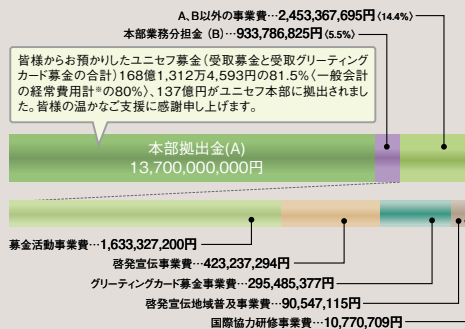 A、B以外の事業費…2,453,367,695円(14.4%)
本部業務分担金（B）…933,786,825円(5.5%)
皆様からお預かりしたユニセフ募金（受取募金と受取グリーティング
カード募金の合計）168億1,312万4,593円の81.5%〈一般会計
の経常費用計※の80%〉、137億円がユニセフ本部に拠出されまし
た。皆様の温かなご支援に感謝申し上げます。
本部拠出金(A)
13,700,000,000円
募金活動事業費…1,633,327,200円
啓発宣伝事業費…423,237,294円
グリーティングカード募金事業費…295,485,377円
啓発宣伝地域普及事業費…90,547,115円
国際協力研修事業費…10,770,709円